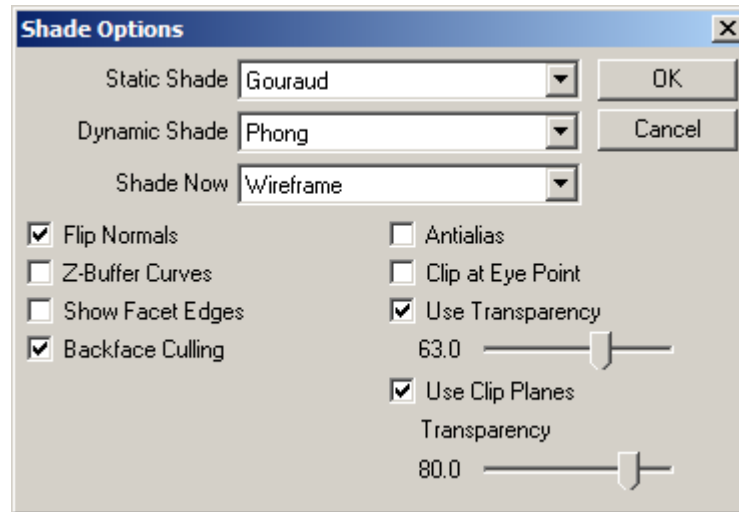 Shade Options
Static Shade Gouraud OK
Dynamic Shade Phong Cancel
Shade Now Wireframe
Flip Normals
Z-Buffer Curves
Show Facet Edges
Backface Culling
Antialias
Clip at Eye Point
Use Transparency
63.0
Use Clip Planes
Transparency
80.0